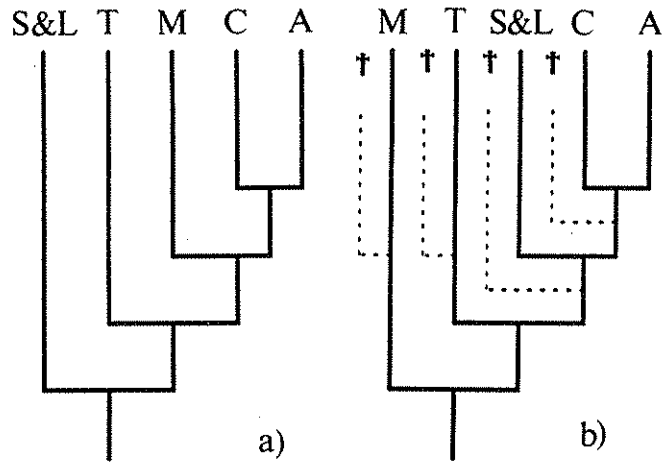 S&L T M C A
M T S&L C A
† † † †
a)
b)